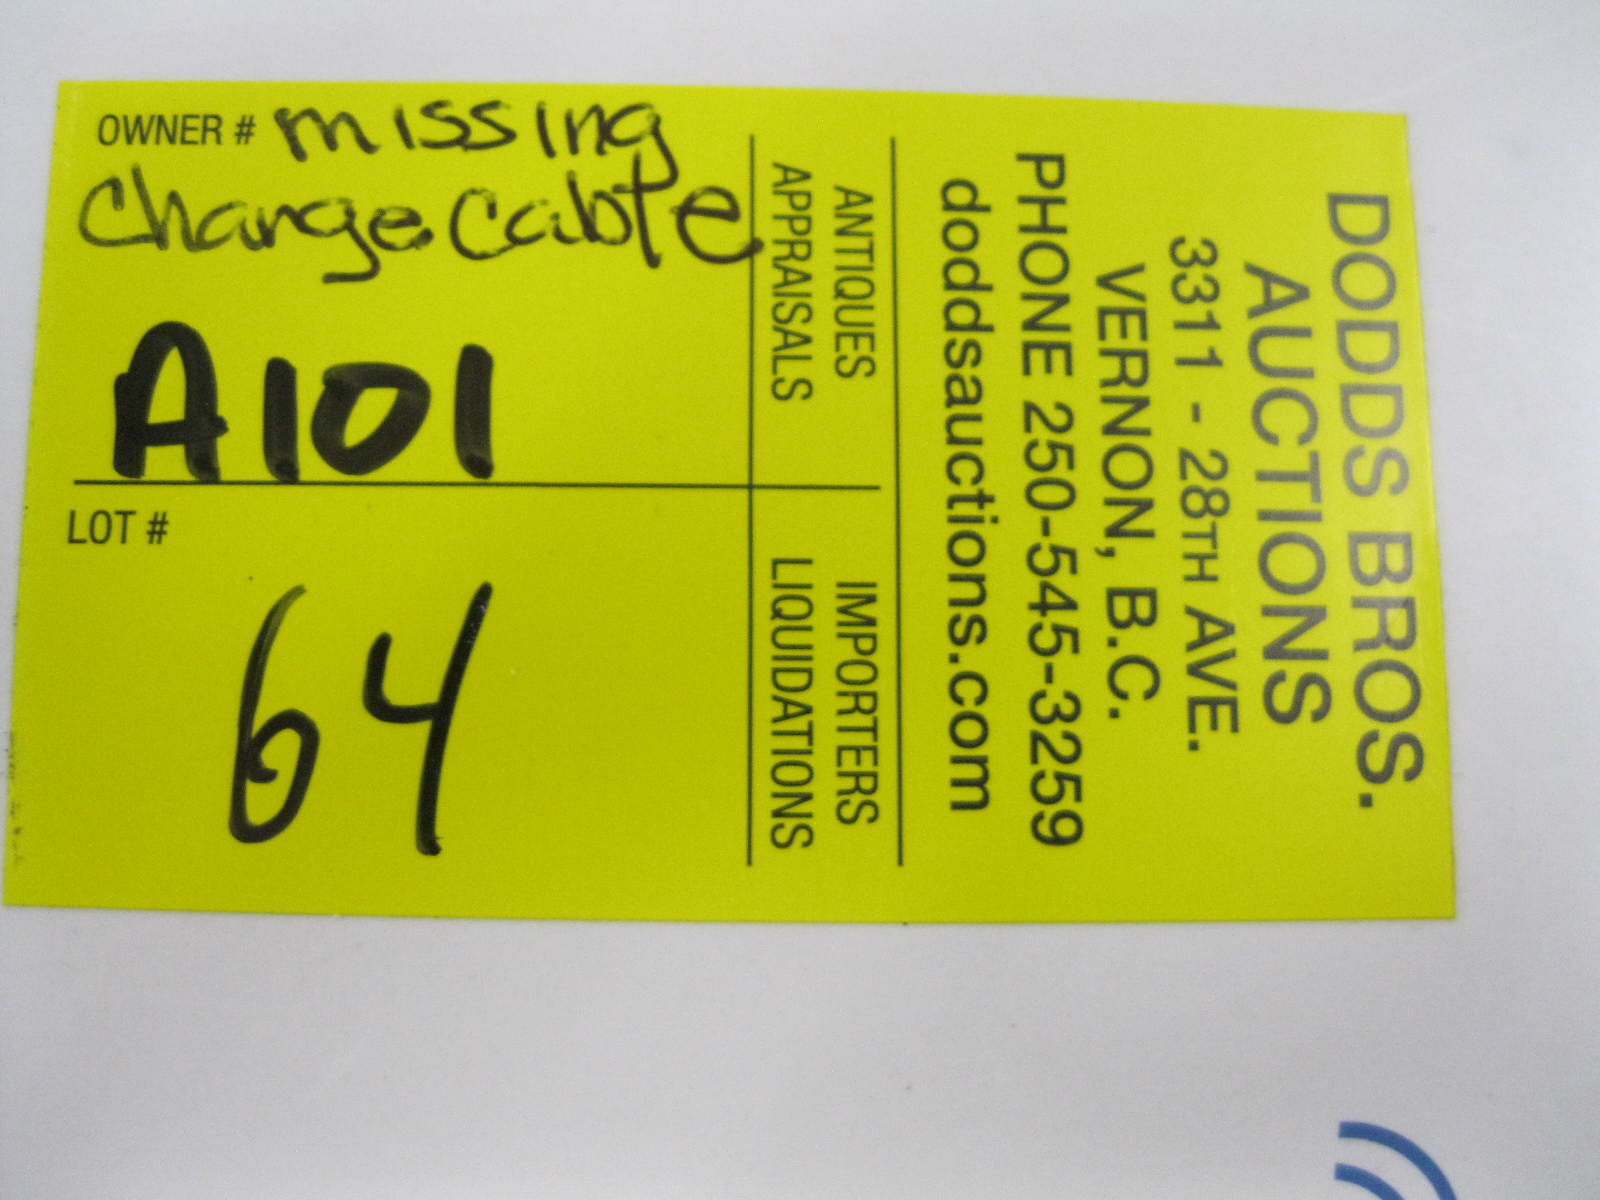 OWNER # missing
charge cable
A101
LOT #
64
ANTIQUES
APPRAISALS
IMPORTERS
LIQUIDATIONS
DODDS BROS.
AUCTIONS
3311 - 28TH AVE.
VERNON, B.C.
PHONE 250-545-3259
doddsauctions.com